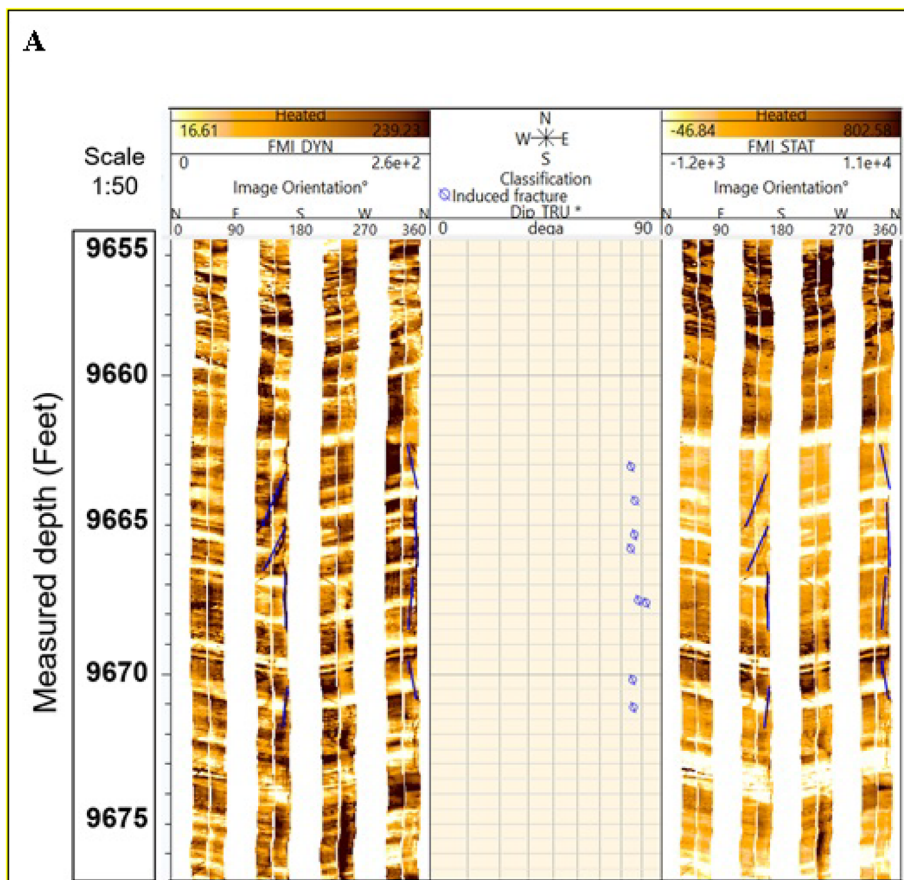 A
Scale
1:50
Heated
16.61 239.23
FMI DYN
0 2.6e+2
Image Orientation°
N E S W N
0 90 180 270 360
N
W E
S
Classification
Induced fracture
Dip TRU *
dega
0 90
Heated
-46.84 802.58
FMI STAT
-1.2e+3 1.1e+4
Image Orientation°
N E S W N
0 90 180 270 360
Measured depth (Feet)
9655
9660
9665
9670
9675